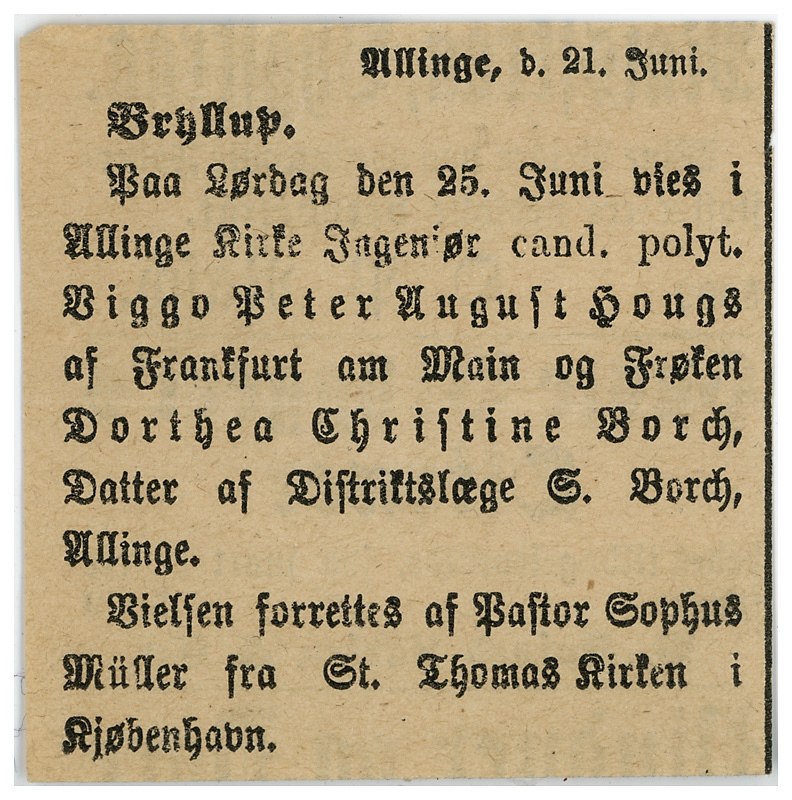 Allinge, d. 21. Juni.
Bryllup.
Paa Lørdag den 25. Juni vies i
Allinge Kirke Ingeniør cand. polyt.
Viggo Peter August Hougs
af Frankfurt am Main og Frøken
Dorthea Christine Borch,
Datter af Distriktslæge S. Borch,
Allinge.
Vielsen forrettes af Pastor Sophus
Müller fra St. Thomas Kirken i
Kjøbenhavn.